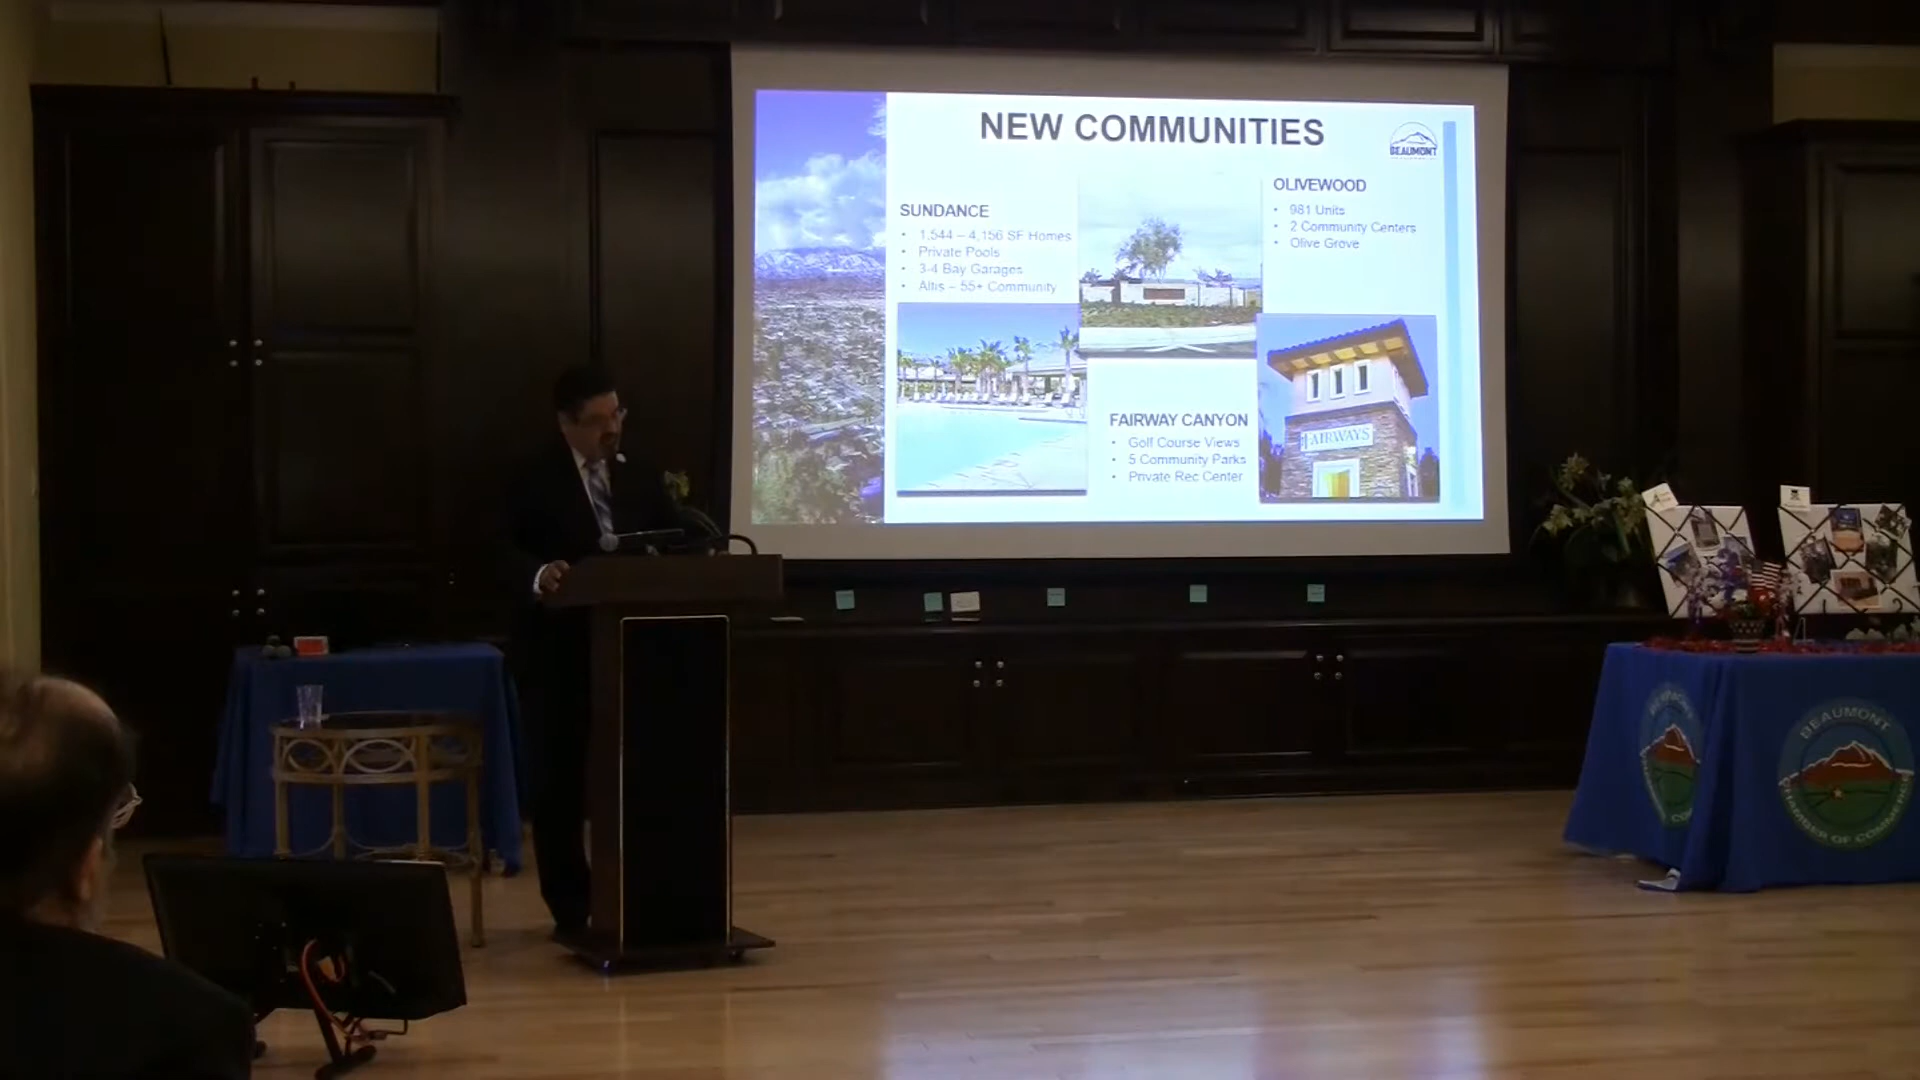 NEW COMMUNITIES
BEAUMONT
SUNDANCE
• 1,544 – 4,156 SF Homes
• Private Pools
• 3-4 Bay Garages
• Altis – 55+ Community
OLIVEWOOD
• 981 Units
• 2 Community Centers
• Olive Grove
FAIRWAY CANYON
• Golf Course Views
• 5 Community Parks
• Private Rec Center
FAIRWAYS
BEAUMONT
CHAMBER OF COMMERCE